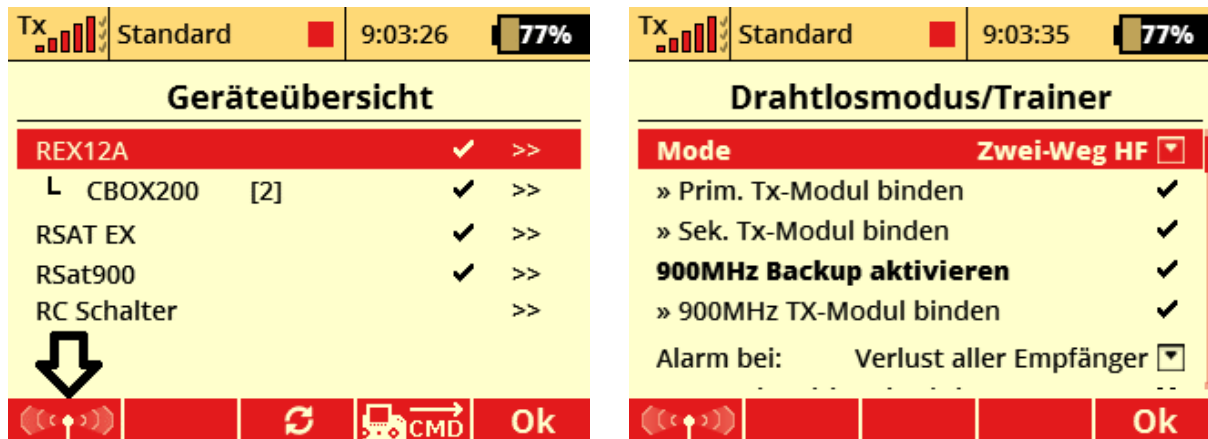 Tx Standard 9:03:26 77%
Geräteübersicht
REX12A >>
CBOX200 [2] >>
RSAT EX >>
RSat900 >>
RC Schalter >>
CMD Ok
Tx Standard 9:03:35 77%
Drahtlosmodus/Trainer
Mode Zwei-Weg HF
» Prim. Tx-Modul binden
» Sek. Tx-Modul binden
900MHz Backup aktivieren
» 900MHz TX-Modul binden
Alarm bei: Verlust aller Empfänger
Ok